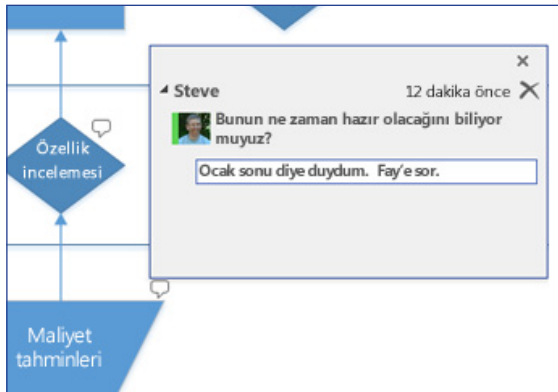 Steve
12 dakika önce
Bunun ne zaman hazır olacağını biliyor
muyuz?
Ocak sonu diye duydum.  Fay'e sor.
Özellik
incelemesi
Maliyet
tahminleri